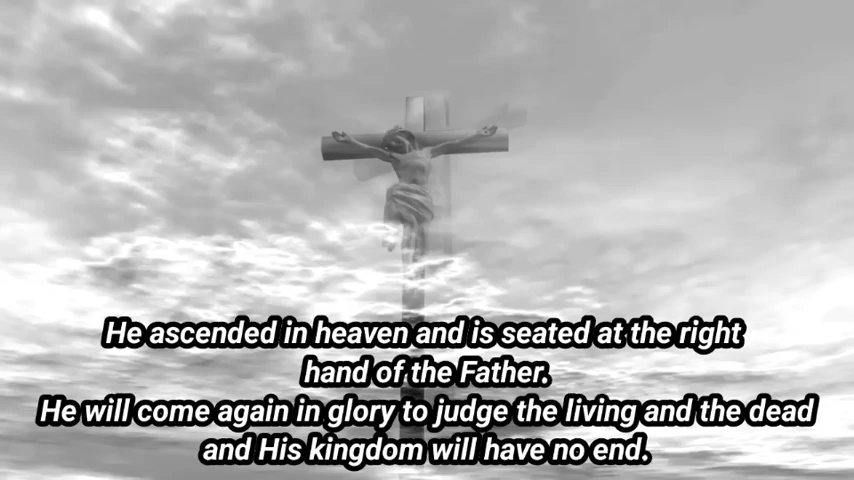 He ascended in heaven and is seated at the right
hand of the Father.
He will come again in glory to judge the living and the dead
and His kingdom will have no end.